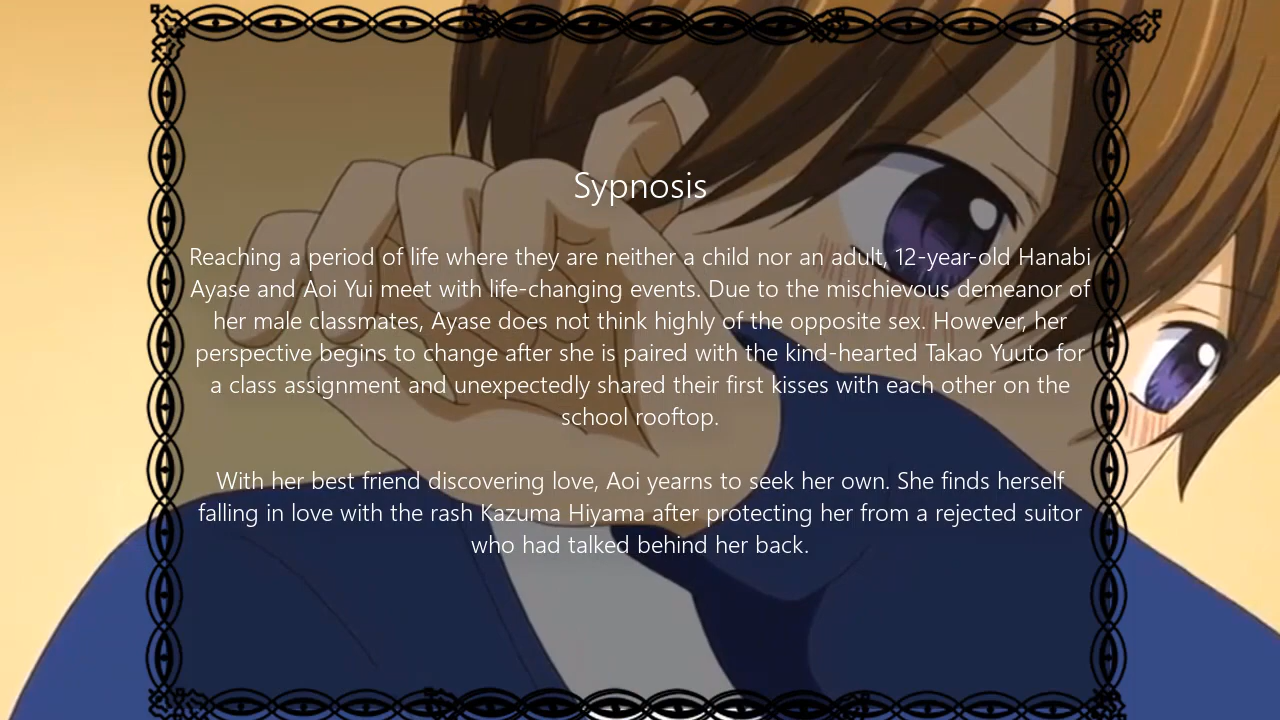 Sypnosis
Reaching a period of life where they are neither a child nor an adult, 12-year-old Hanabi
Ayase and Aoi Yui meet with life-changing events. Due to the mischievous demeanor of
her male classmates, Ayase does not think highly of the opposite sex. However, her
perspective begins to change after she is paired with the kind-hearted Takao Yuuto for
a class assignment and unexpectedly shared their first kisses with each other on the
school rooftop.
With her best friend discovering love, Aoi yearns to seek her own. She finds herself
falling in love with the rash Kazuma Hiyama after protecting her from a rejected suitor
who had talked behind her back.